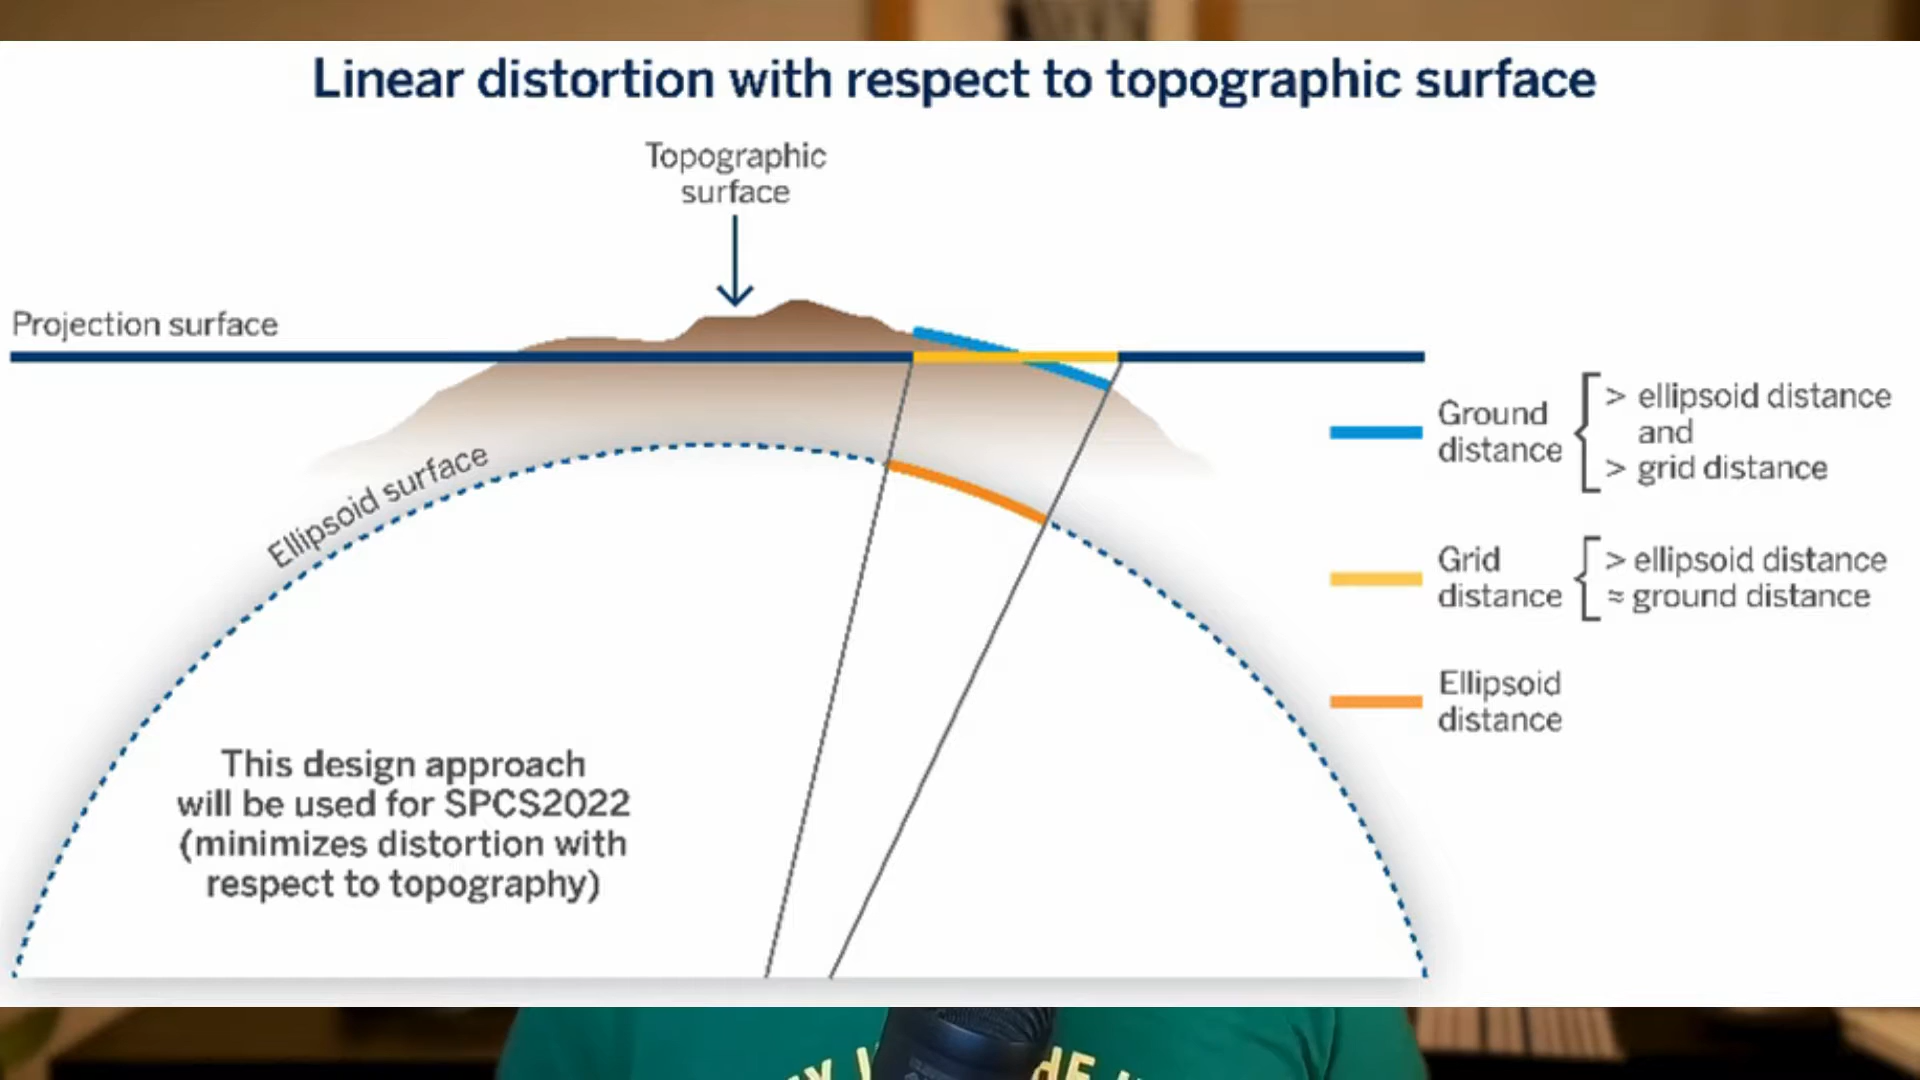 Linear distortion with respect to topographic surface
Topographic
surface
Projection surface
Ellipsoid surface
Ground
distance
> ellipsoid distance
and
> grid distance
Grid
distance
> ellipsoid distance
≈ ground distance
Ellipsoid
distance
This design approach
will be used for SPCS2022
(minimizes distortion with
respect to topography)